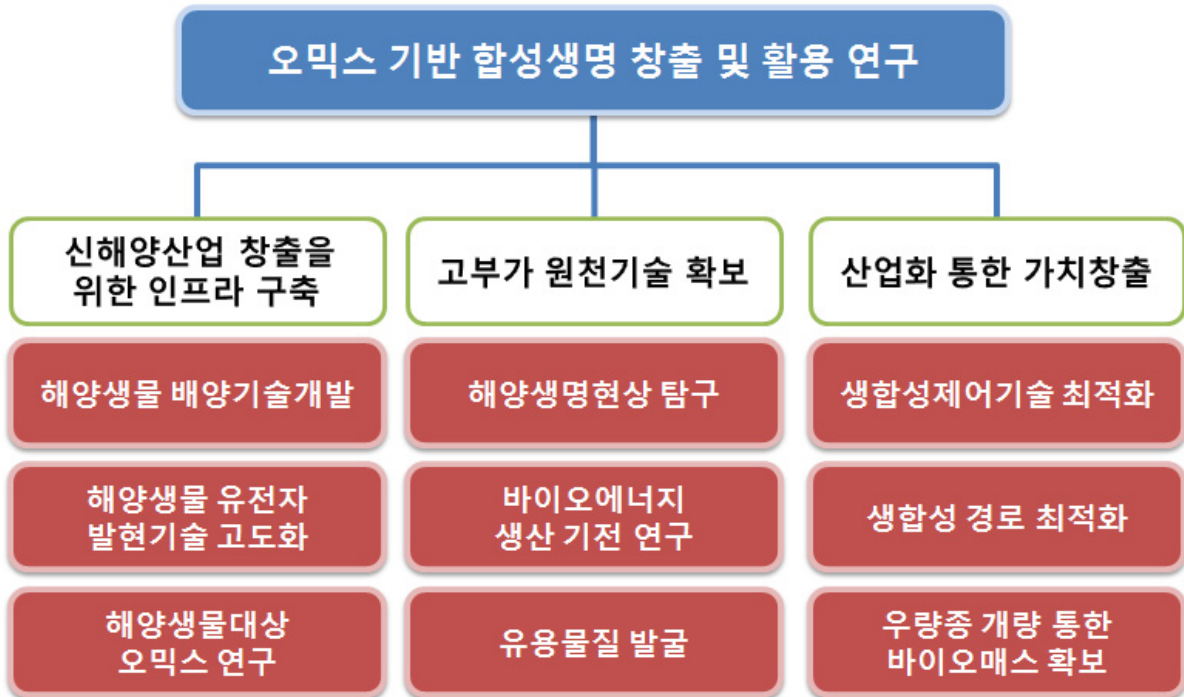 오믹스 기반 합성생명 창출 및 활용 연구
신해양산업 창출을
위한 인프라 구축
해양생물 배양기술개발
해양생물 유전자
발현기술 고도화
해양생물대상
오믹스 연구
고부가 원천기술 확보
해양생명현상 탐구
바이오에너지
생산 기전 연구
유용물질 발굴
산업화 통한 가치창출
생합성제어기술 최적화
생합성 경로 최적화
우량종 개량 통한
바이오매스 확보